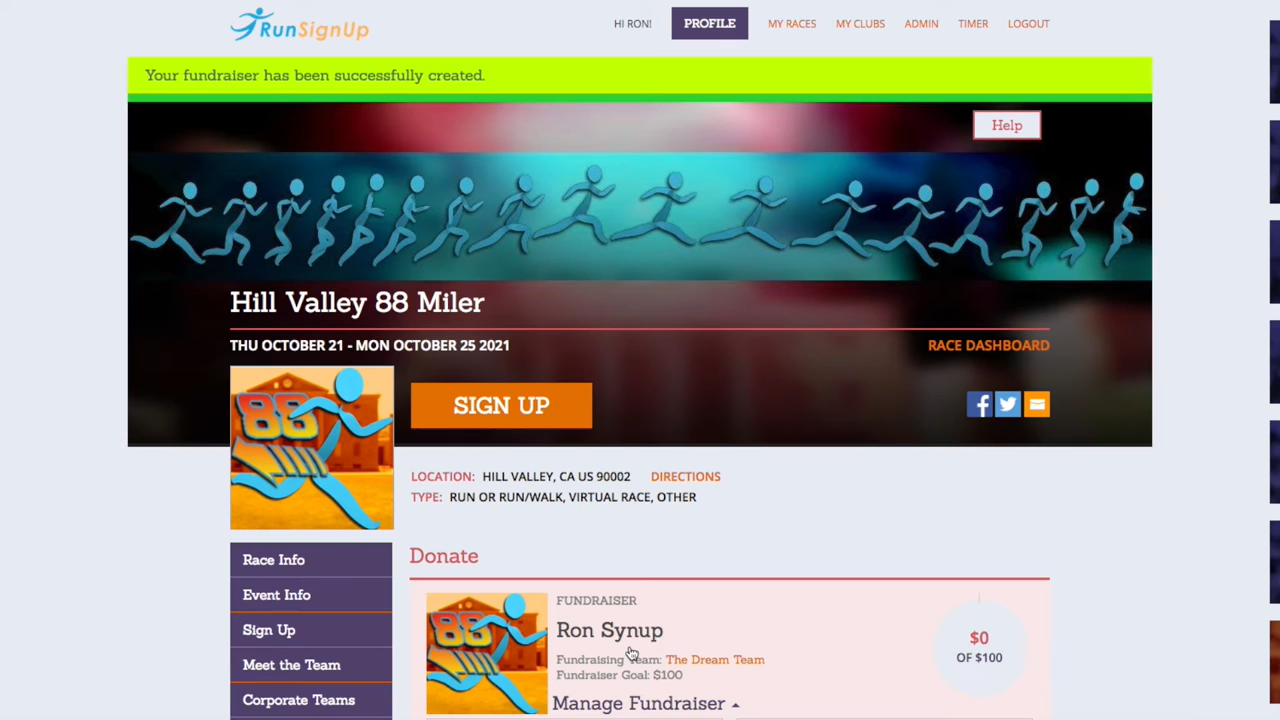 RunSignUp
HI RON!
PROFILE
MY RACES
MY CLUBS
ADMIN
TIMER
LOGOUT
Your fundraiser has been successfully created.
Help
Hill Valley 88 Miler
THU OCTOBER 21 - MON OCTOBER 25 2021
RACE DASHBOARD
88
SIGN UP
LOCATION: HILL VALLEY, CA US 90002 DIRECTIONS
TYPE: RUN OR RUN/WALK, VIRTUAL RACE, OTHER
Race Info
Event Info
Sign Up
Meet the Team
Corporate Teams
Donate
88
FUNDRAISER
Ron Synup
Fundraising Team: The Dream Team
Fundraiser Goal: $100
Manage Fundraiser
$0
OF $100